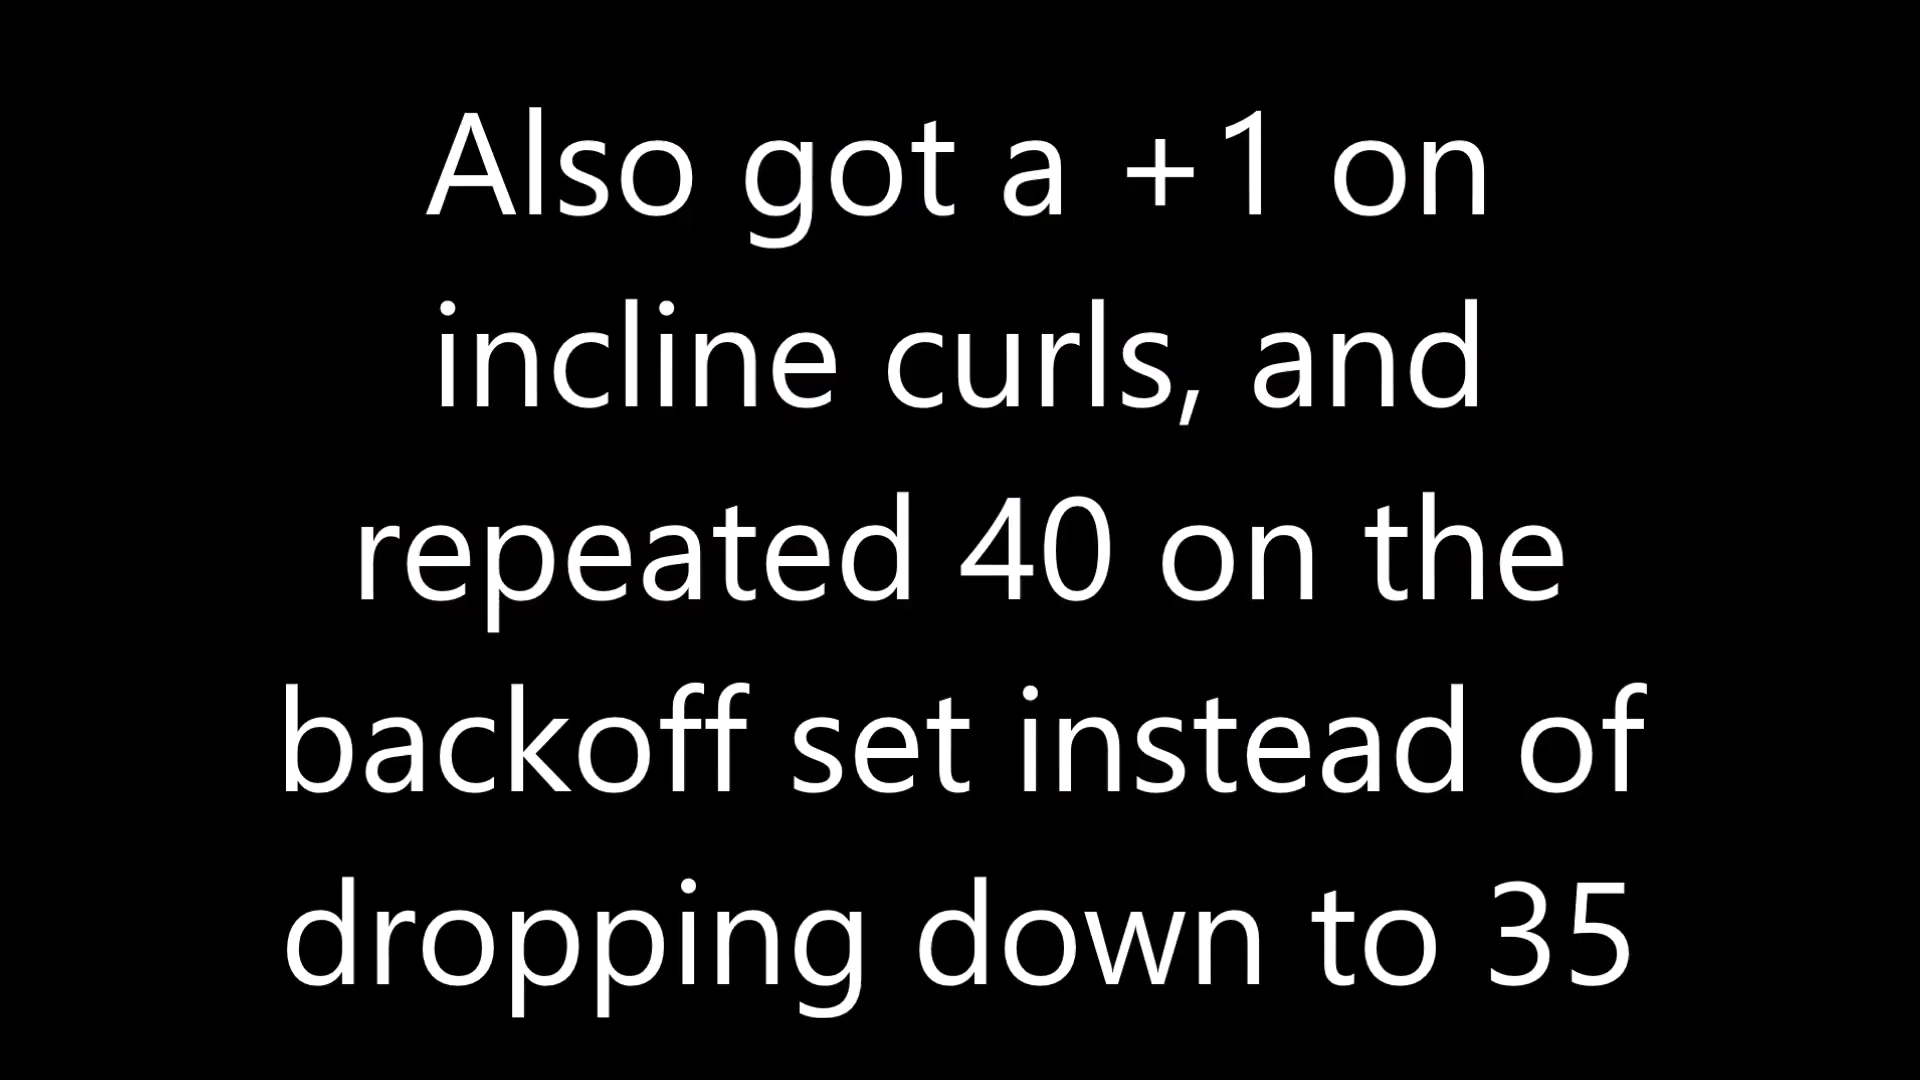 Also got a +1 on
incline curls, and
repeated 40 on the
backoff set instead of
dropping down to 35